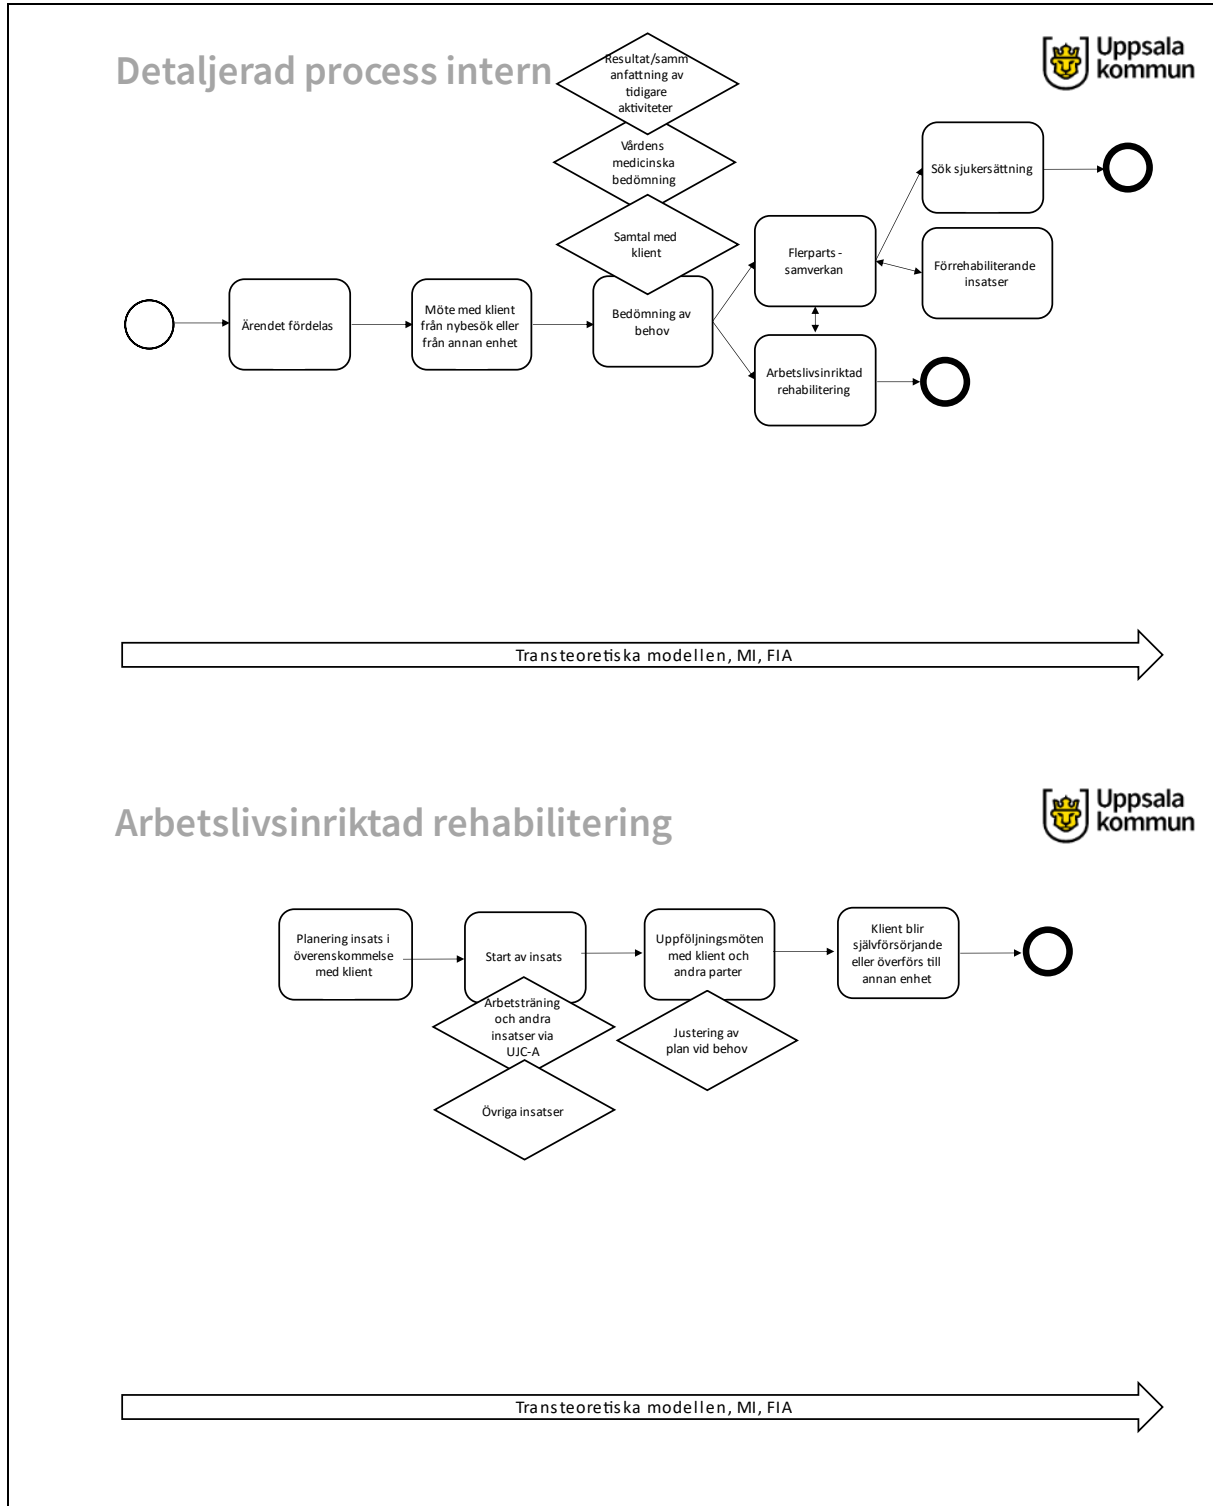 Detaljerad process intern
Uppsala
kommun
Resultat/samm
anfattning av
tidigare
aktiviteter
Vårdens
medicinska
bedömning
Samtal med
klient
Sök sjukersättning
Flerparts -
samverkan
Förrehabiliterande
insatser
Ärendet fördelas
Möte med klient
från nybesök eller
från annan enhet
Bedömning av
behov
Arbetslivsinriktad
rehabilitering
Transteoretiska modellen, MI, FIA
Arbetslivsinriktad rehabilitering
Uppsala
kommun
Planering insats i
överenskommelse
med klient
Start av insats
Uppföljningsmöten
med klient och
andra parter
Klient blir
självförsörjande
eller överförs till
annan enhet
Arbetsträning
och andra
insatser via
UJC-A
Justering av
plan vid behov
Övriga insatser
Transteoretiska modellen, MI, FIA